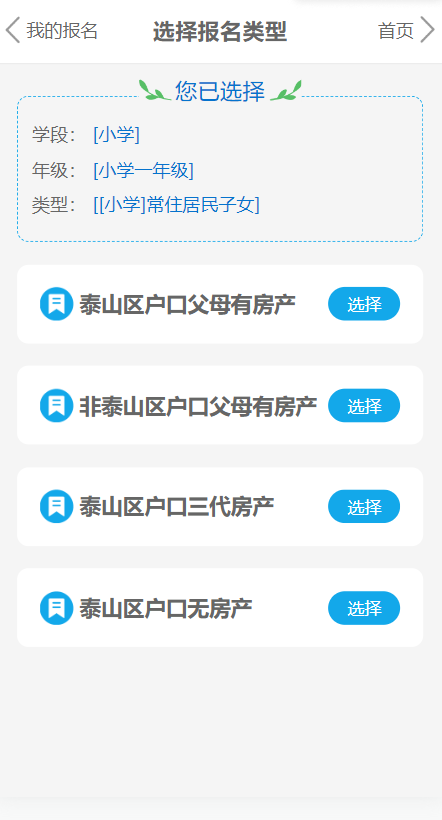 我的报名 选择报名类型 首页
您已选择
学段： [小学]
年级： [小学一年级]
类型： [[小学]常住居民子女]
泰山区户口父母有房产 选择
非泰山区户口父母有房产 选择
泰山区户口三代房产 选择
泰山区户口无房产 选择